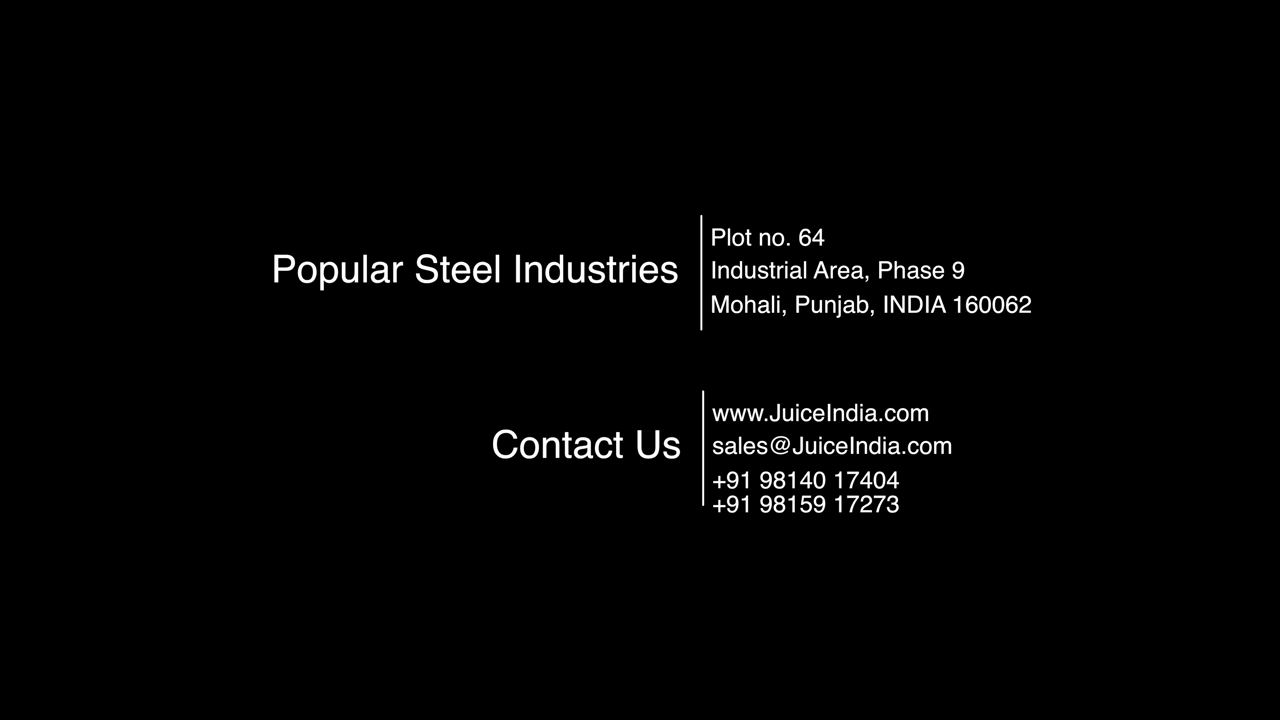 Popular Steel Industries
Plot no. 64
Industrial Area, Phase 9
Mohali, Punjab, INDIA 160062
Contact Us
www.JuiceIndia.com
sales@JuiceIndia.com
+91 98140 17404
+91 98159 17273